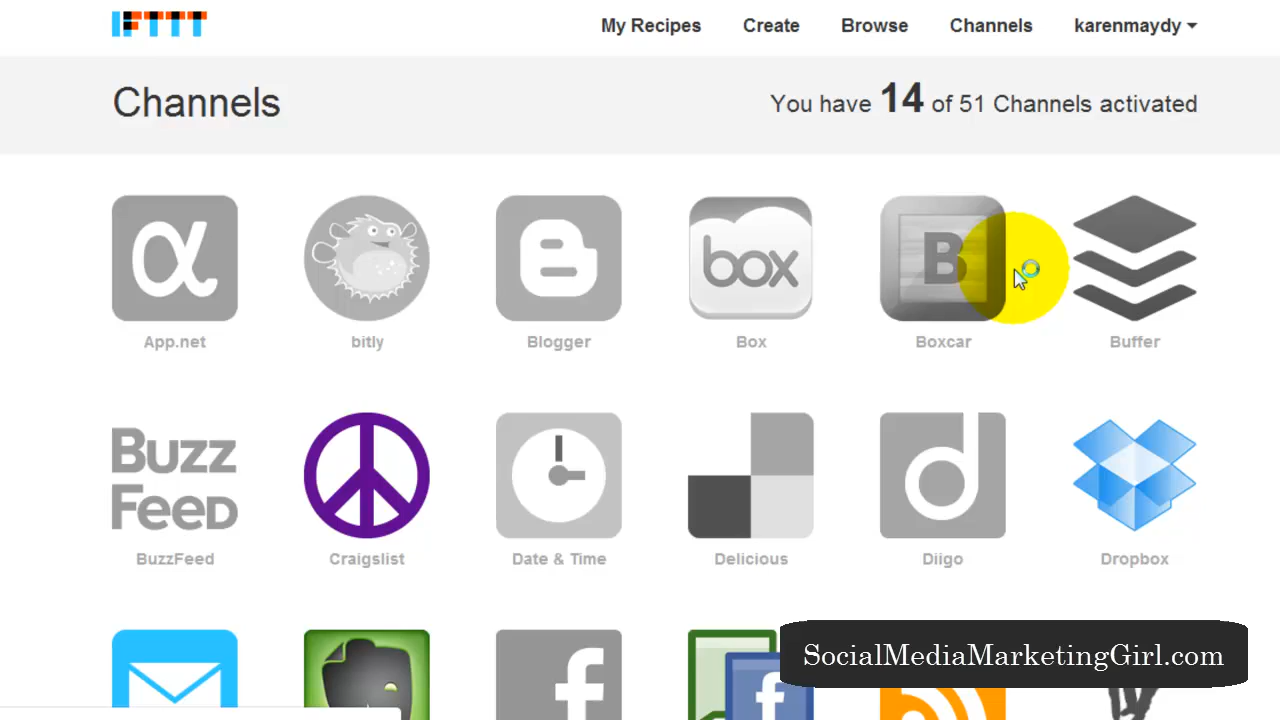 IFTTT
My Recipes Create Browse Channels karenmaydy
Channels
You have 14 of 51 Channels activated
α
B
box
B
App.net bitly Blogger Box Boxcar Buffer
Buzz
Feed
d
BuzzFeed Craigslist Date & Time Delicious Diigo Dropbox
f
f
SocialMediaMarketingGirl.com